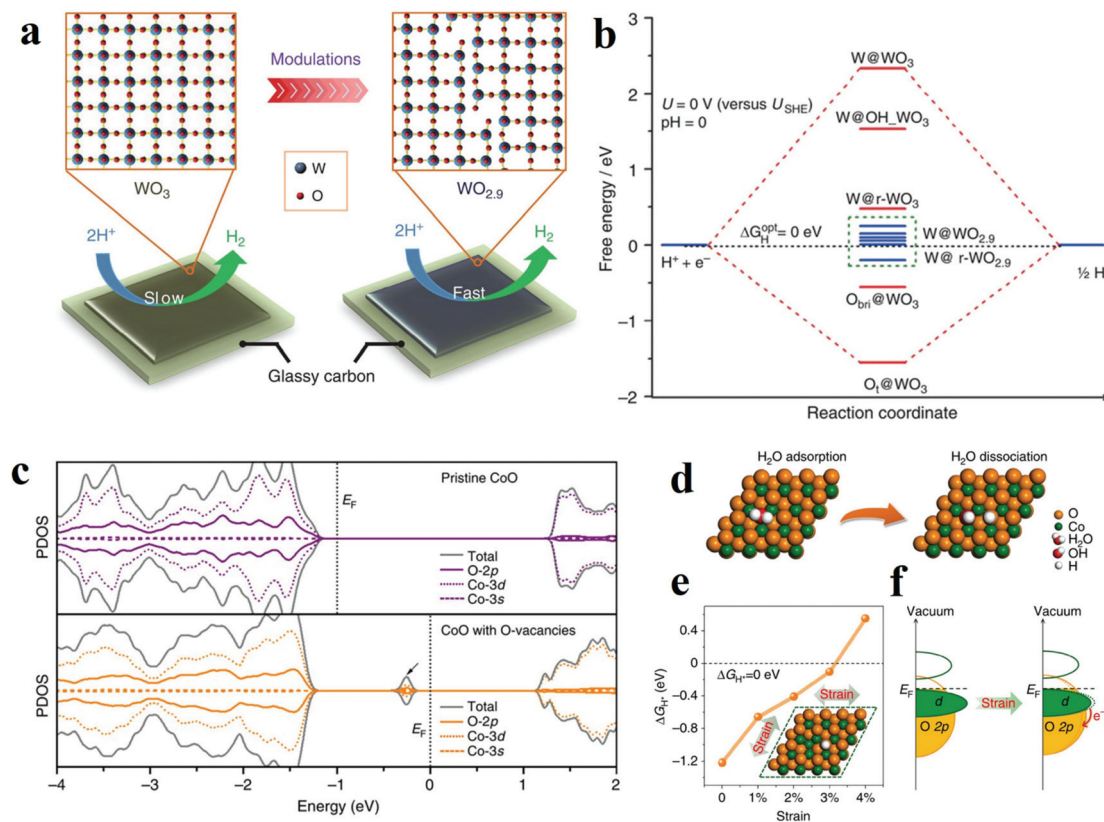 a
Modulations
W
O
WO3
WO2.9
2H+
H2
2H+
H2
Slow
Fast
Glassy carbon
b
Free energy / eV
3
2
1
0
−1
−2
U = 0 V (versus USHE)
pH = 0
W@WO3
W@OH_WO3
W@r-WO3
ΔGHopt= 0 eV
W@WO2.9
H+ + e−
W@ r-WO2.9
½ H
Obri@WO3
Ot@WO3
Reaction coordinate
c
PDOS
Pristine CoO
EF
Total
O-2p
Co-3d
Co-3s
PDOS
CoO with O-vacancies
Total
O-2p
Co-3d
Co-3s
EF
−4 −3 −2 −1 0 1 2
Energy (eV)
d
H2O adsorption
H2O dissociation
O
Co
H2O
OH
H
e
ΔGH* (eV)
0.4
0
−0.4
−0.8
−1.2
ΔGH*=0 eV
Strain
Strain
0 1% 2% 3% 4%
Strain
f
Vacuum
Vacuum
EF
d
O 2p
Strain
EF
d
O 2p
e−